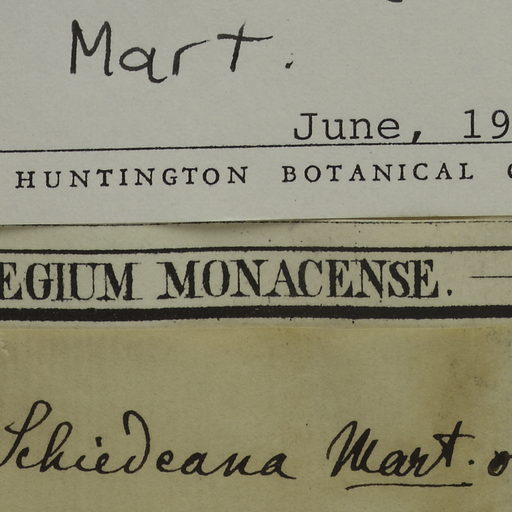 Mart.
June, 19
HUNTINGTON BOTANICAL
EGIUM MONACENSE.
Schiedeana Mart.